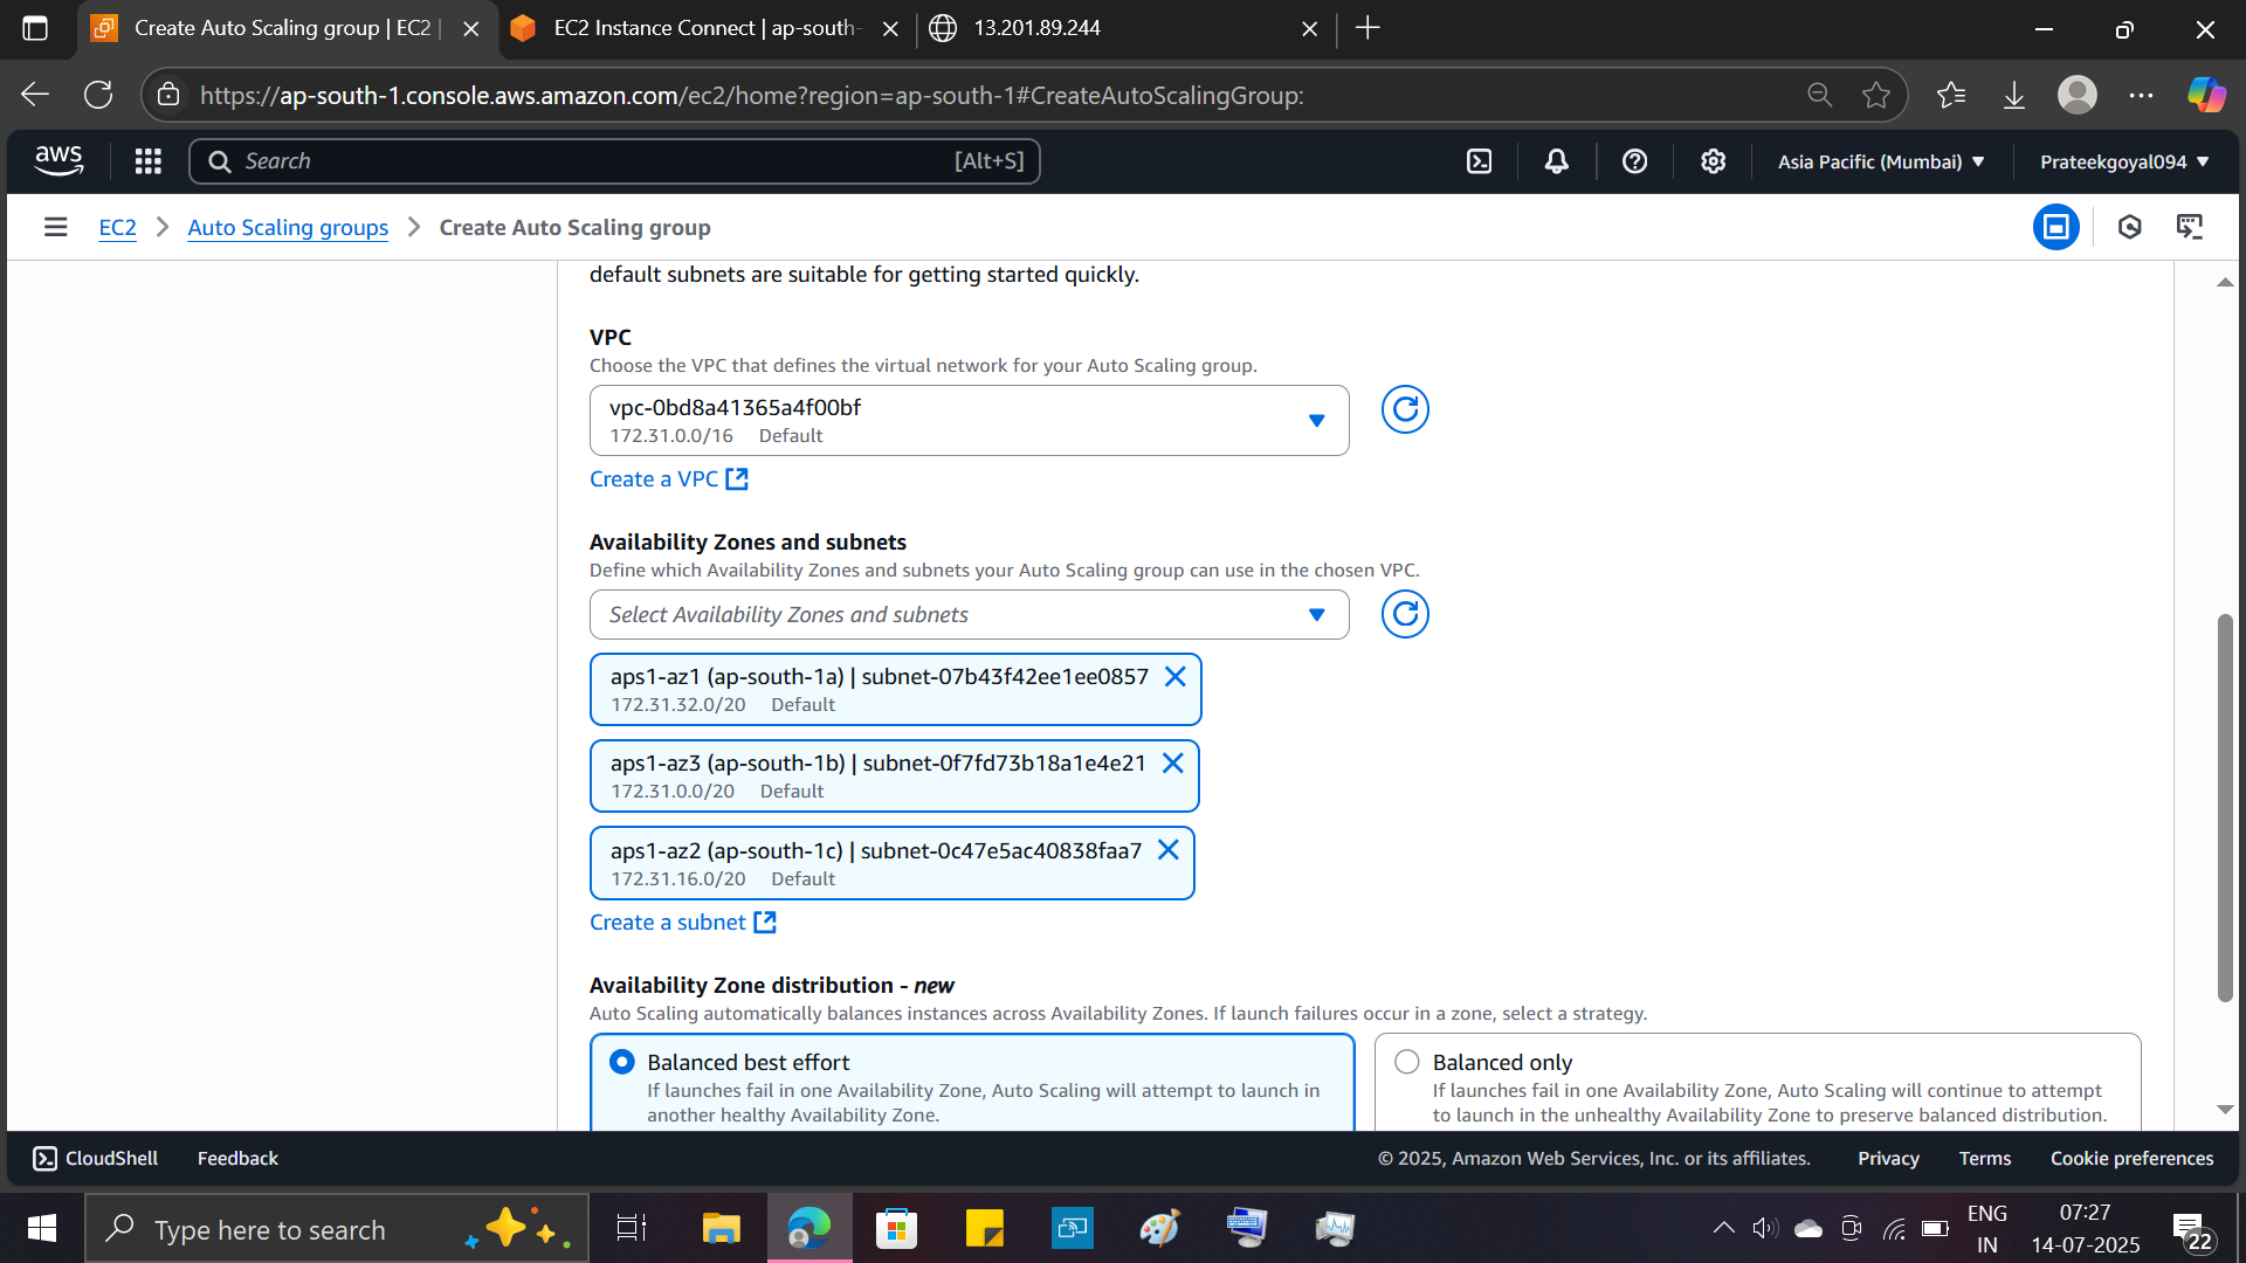 Create Auto Scaling group | EC2 |
EC2 Instance Connect | ap-south-
13.201.89.244
https://ap-south-1.console.aws.amazon.com/ec2/home?region=ap-south-1#CreateAutoScalingGroup:
aws
Search
[Alt+S]
Asia Pacific (Mumbai)
Prateekgoyal094
EC2 > Auto Scaling groups > Create Auto Scaling group
default subnets are suitable for getting started quickly.
VPC
Choose the VPC that defines the virtual network for your Auto Scaling group.
vpc-0bd8a41365a4f00bf
172.31.0.0/16 Default
Create a VPC
Availability Zones and subnets
Define which Availability Zones and subnets your Auto Scaling group can use in the chosen VPC.
Select Availability Zones and subnets
aps1-az1 (ap-south-1a) | subnet-07b43f42ee1ee0857
172.31.32.0/20 Default
aps1-az3 (ap-south-1b) | subnet-0f7fd73b18a1e4e21
172.31.0.0/20 Default
aps1-az2 (ap-south-1c) | subnet-0c47e5ac40838faa7
172.31.16.0/20 Default
Create a subnet
Availability Zone distribution - new
Auto Scaling automatically balances instances across Availability Zones. If launch failures occur in a zone, select a strategy.
Balanced best effort
If launches fail in one Availability Zone, Auto Scaling will attempt to launch in
another healthy Availability Zone.
Balanced only
If launches fail in one Availability Zone, Auto Scaling will continue to attempt
to launch in the unhealthy Availability Zone to preserve balanced distribution.
CloudShell
Feedback
© 2025, Amazon Web Services, Inc. or its affiliates.
Privacy
Terms
Cookie preferences
Type here to search
ENG
IN
07:27
14-07-2025
22